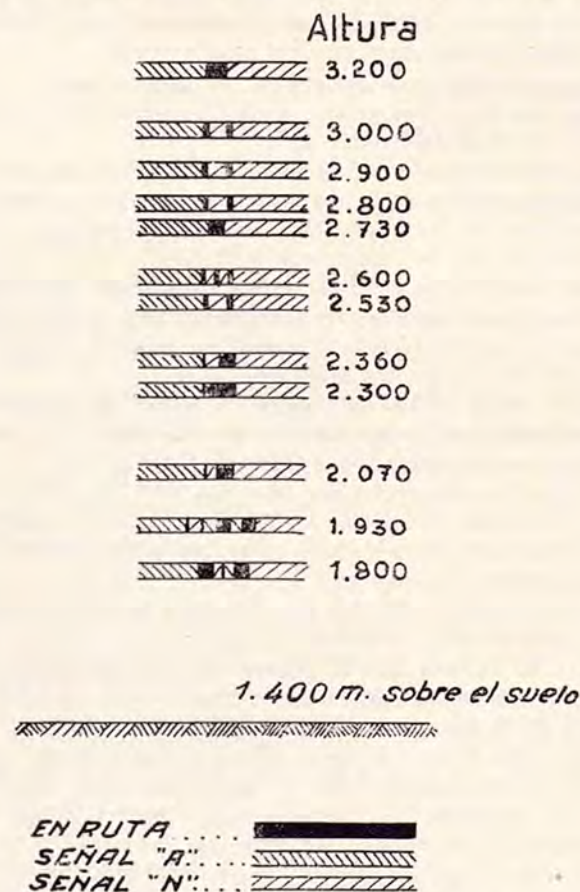 Altura
3.200
3.000
2.900
2.800
2.730
2.600
2.530
2.360
2.300
2.070
1.930
1.800
1.400 m. sobre el suelo
EN RUTA....
SEÑAL "A"....
SEÑAL "N"....